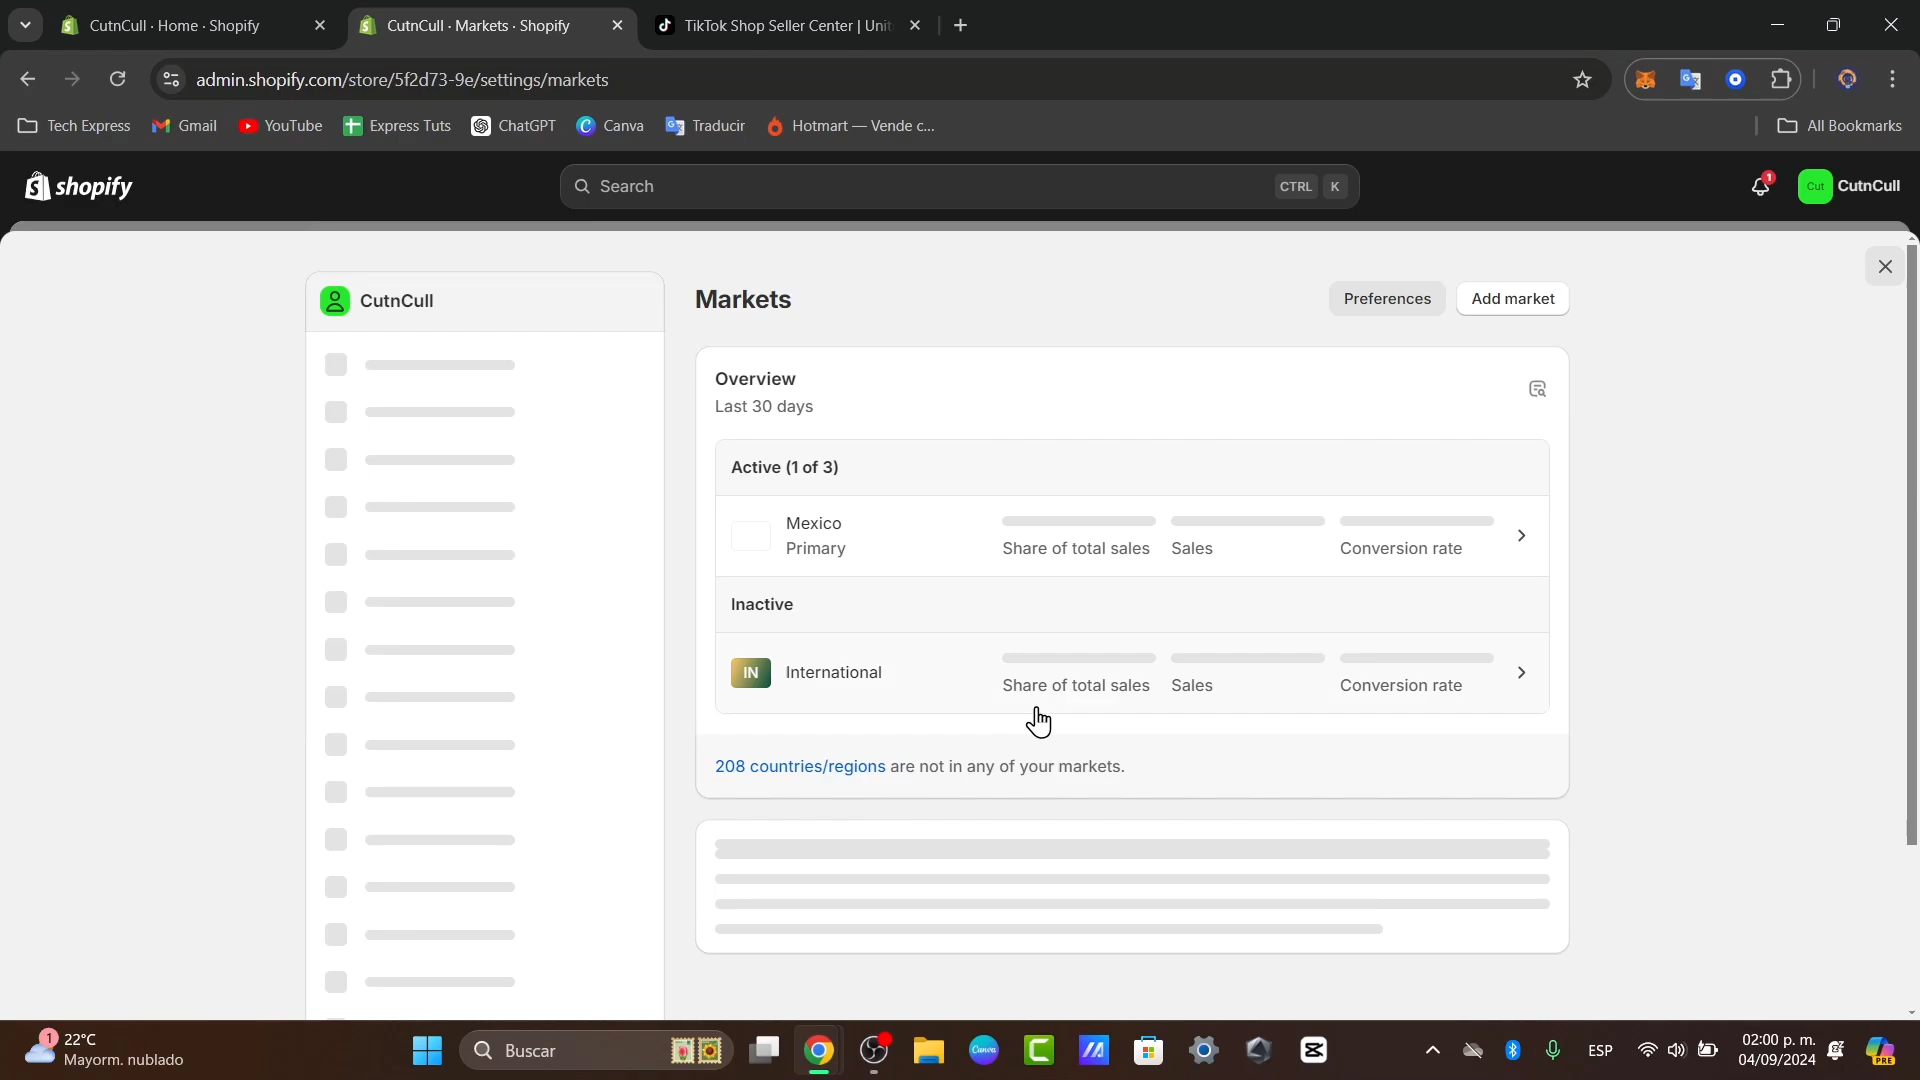 CutnCull · Home · Shopify
CutnCull · Markets · Shopify
TikTok Shop Seller Center | Unit
admin.shopify.com/store/5f2d73-9e/settings/markets
Tech Express
Gmail
YouTube
Express Tuts
ChatGPT
Canva
Traducir
Hotmart — Vende c...
All Bookmarks
shopify
Search
CTRL K
1
Cut
CutnCull
CutnCull
Markets
Preferences
Add market
Overview
Last 30 days
Active (1 of 3)
Mexico
Primary
Share of total sales
Sales
Conversion rate
Inactive
IN
International
Share of total sales
Sales
Conversion rate
208 countries/regions are not in any of your markets.
1
22°C
Mayorm. nublado
Buscar
Canva
ESP
02:00 p. m.
04/09/2024
PRE